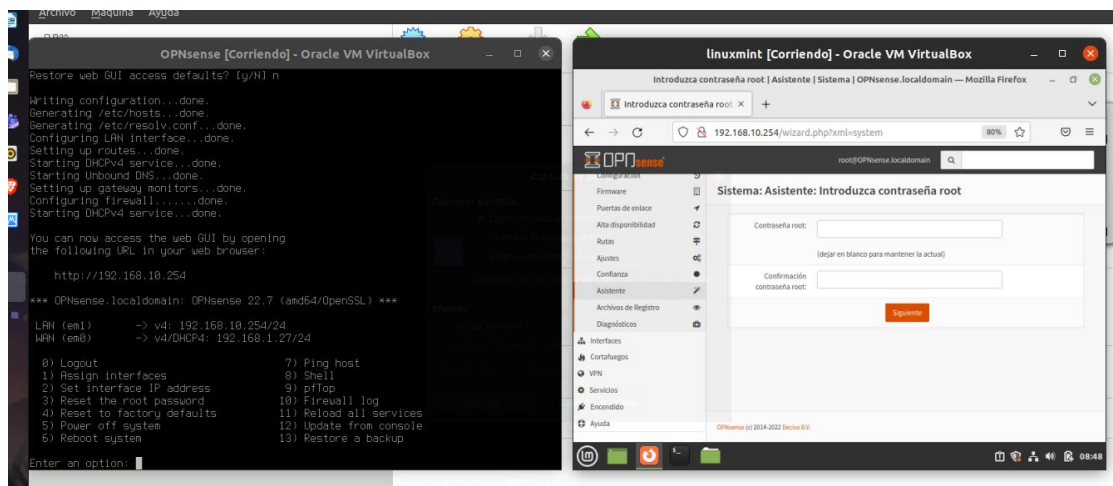 Archivo Máquina Ayuda
OPNsense [Corriendo] - Oracle VM VirtualBox
Restore web GUI access defaults? [y/N] n
Writing configuration...done.
Generating /etc/hosts...done.
Generating /etc/resolv.conf...done.
Configuring LAN interface...done.
Setting up routes...done.
Starting DHCPv4 service...done.
Starting Unbound DNS...done.
Setting up gateway monitors...done.
Configuring firewall.......done.
Starting DHCPv4 service...done.
You can now access the web GUI by opening
the following URL in your web browser:
http://192.168.10.254
*** OPNsense.localdomain: OPNsense 22.7 (amd64/OpenSSL) ***
LAN (em1) -> v4: 192.168.10.254/24
WAN (em0) -> v4/DHCP4: 192.168.1.27/24
0) Logout 7) Ping host
1) Assign interfaces 8) Shell
2) Set interface IP address 9) pfTop
3) Reset the root password 10) Firewall log
4) Reset to factory defaults 11) Reload all services
5) Power off system 12) Update from console
6) Reboot system 13) Restore a backup
Enter an option:
linuxmint [Corriendo] - Oracle VM VirtualBox
Introduzca contraseña root | Asistente | Sistema | OPNsense.localdomain — Mozilla Firefox
Introduzca contraseña root
192.168.10.254/wizard.php?xml=system 80%
OPNsense
root@OPNsense.localdomain
Configuración
Firmware
Puertas de enlace
Alta disponibilidad
Rutas
Ajustes
Confianza
Asistente
Archivos de Registro
Diagnósticos
Interfaces
Cortafuegos
VPN
Servicios
Encendido
Ayuda
Sistema: Asistente: Introduzca contraseña root
Contraseña root:
(dejar en blanco para mantener la actual)
Confirmación
contraseña root:
Siguiente
OPNsense (c) 2014-2022 Deciso B.V.
08:48